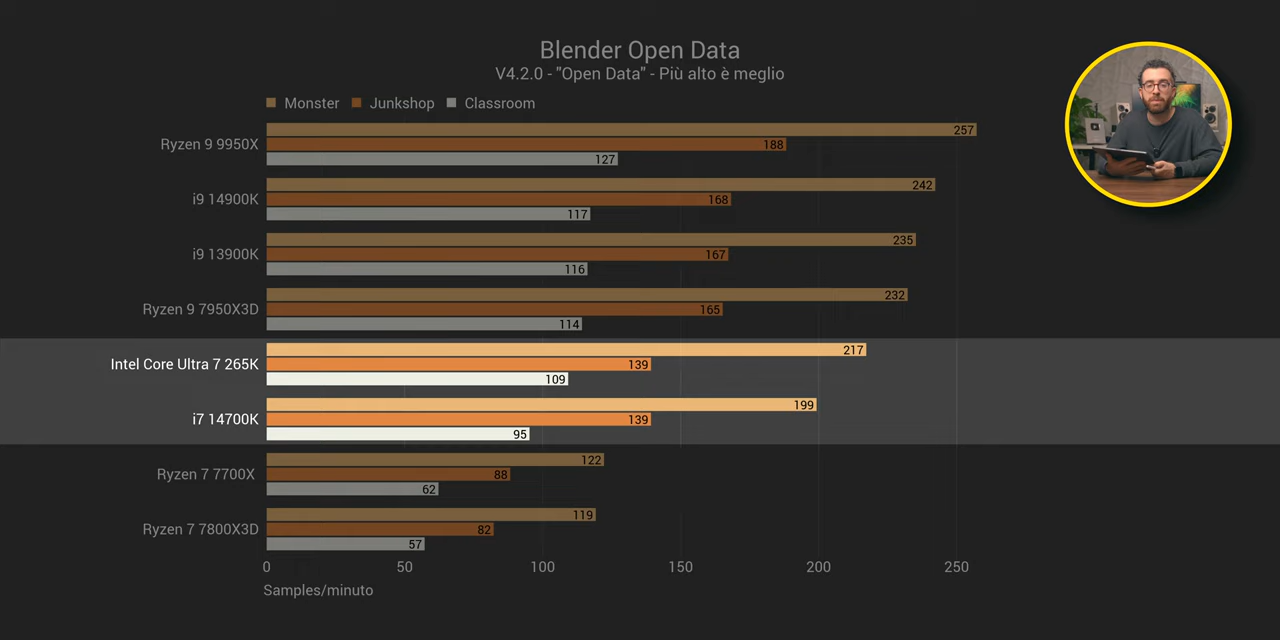 Blender Open Data
V4.2.0 - "Open Data" - Più alto è meglio
Monster Junkshop Classroom
Ryzen 9 9950X
257
188
127
i9 14900K
242
168
117
i9 13900K
235
167
116
Ryzen 9 7950X3D
232
165
114
Intel Core Ultra 7 265K
217
139
109
i7 14700K
199
139
95
Ryzen 7 7700X
122
88
62
Ryzen 7 7800X3D
119
82
57
0 50 100 150 200 250
Samples/minuto